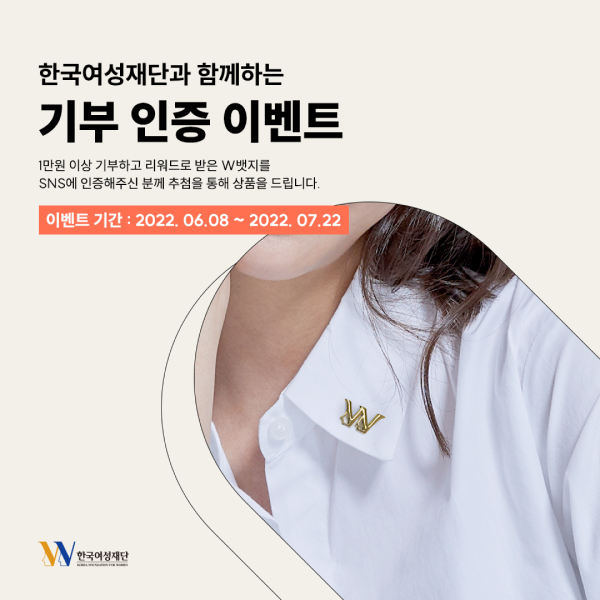 한국여성재단과 함께하는
기부 인증 이벤트
1만원 이상 기부하고 리워드로 받은 W뱃지를
SNS에 인증해주신 분께 추첨을 통해 상품을 드립니다.
이벤트 기간 : 2022. 06.08 ~ 2022. 07.22
한국여성재단
KOREA FOUNDATION FOR WOMEN